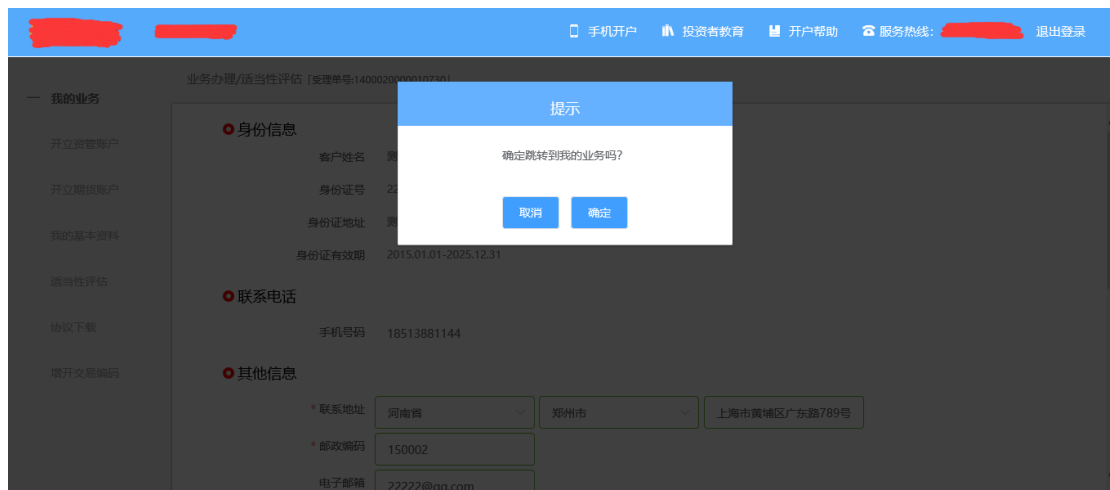 手机开户 投资者教育 开户帮助 服务热线: 退出登录
业务办理/适当性评估「受理单号:1400020000010730」
提示
确定跳转到我的业务吗?
取消 确定
我的业务
开立资管账户
开立期货账户
我的基本资料
适当性评估
协议下载
增开交易编码
身份信息
客户姓名
身份证号 22
身份证地址
身份证有效期 2015.01.01-2025.12.31
联系电话
手机号码 18513881144
其他信息
* 联系地址 河南省 郑州市 上海市黄埔区广东路789号
* 邮政编码 150002
电子邮箱 22222@qq.com